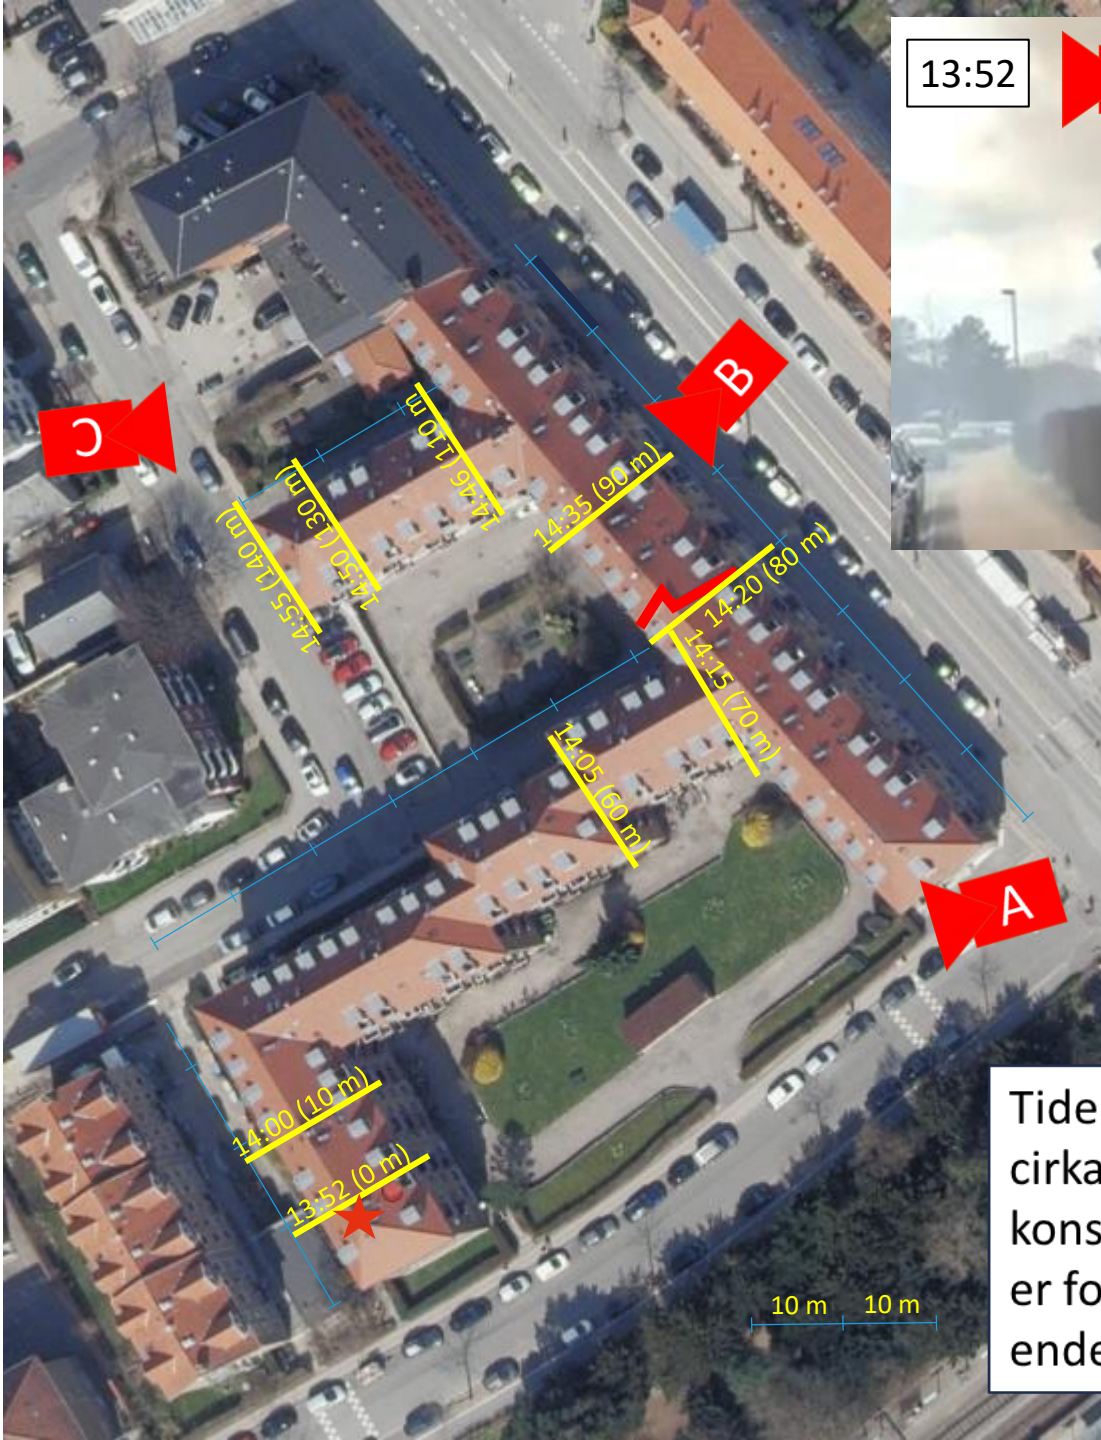 13:52
B
C
14:46 (110 m
14:35 (90 m)
14:50 (130 m)
14:55 (140 m)
14:20 (80 m)
14:15 (70 m)
14:05 (60 m)
A
14:00 (10 m)
13:52 (0 m)
10 m 10 m
Tide
cirka
kons
er fo
ende